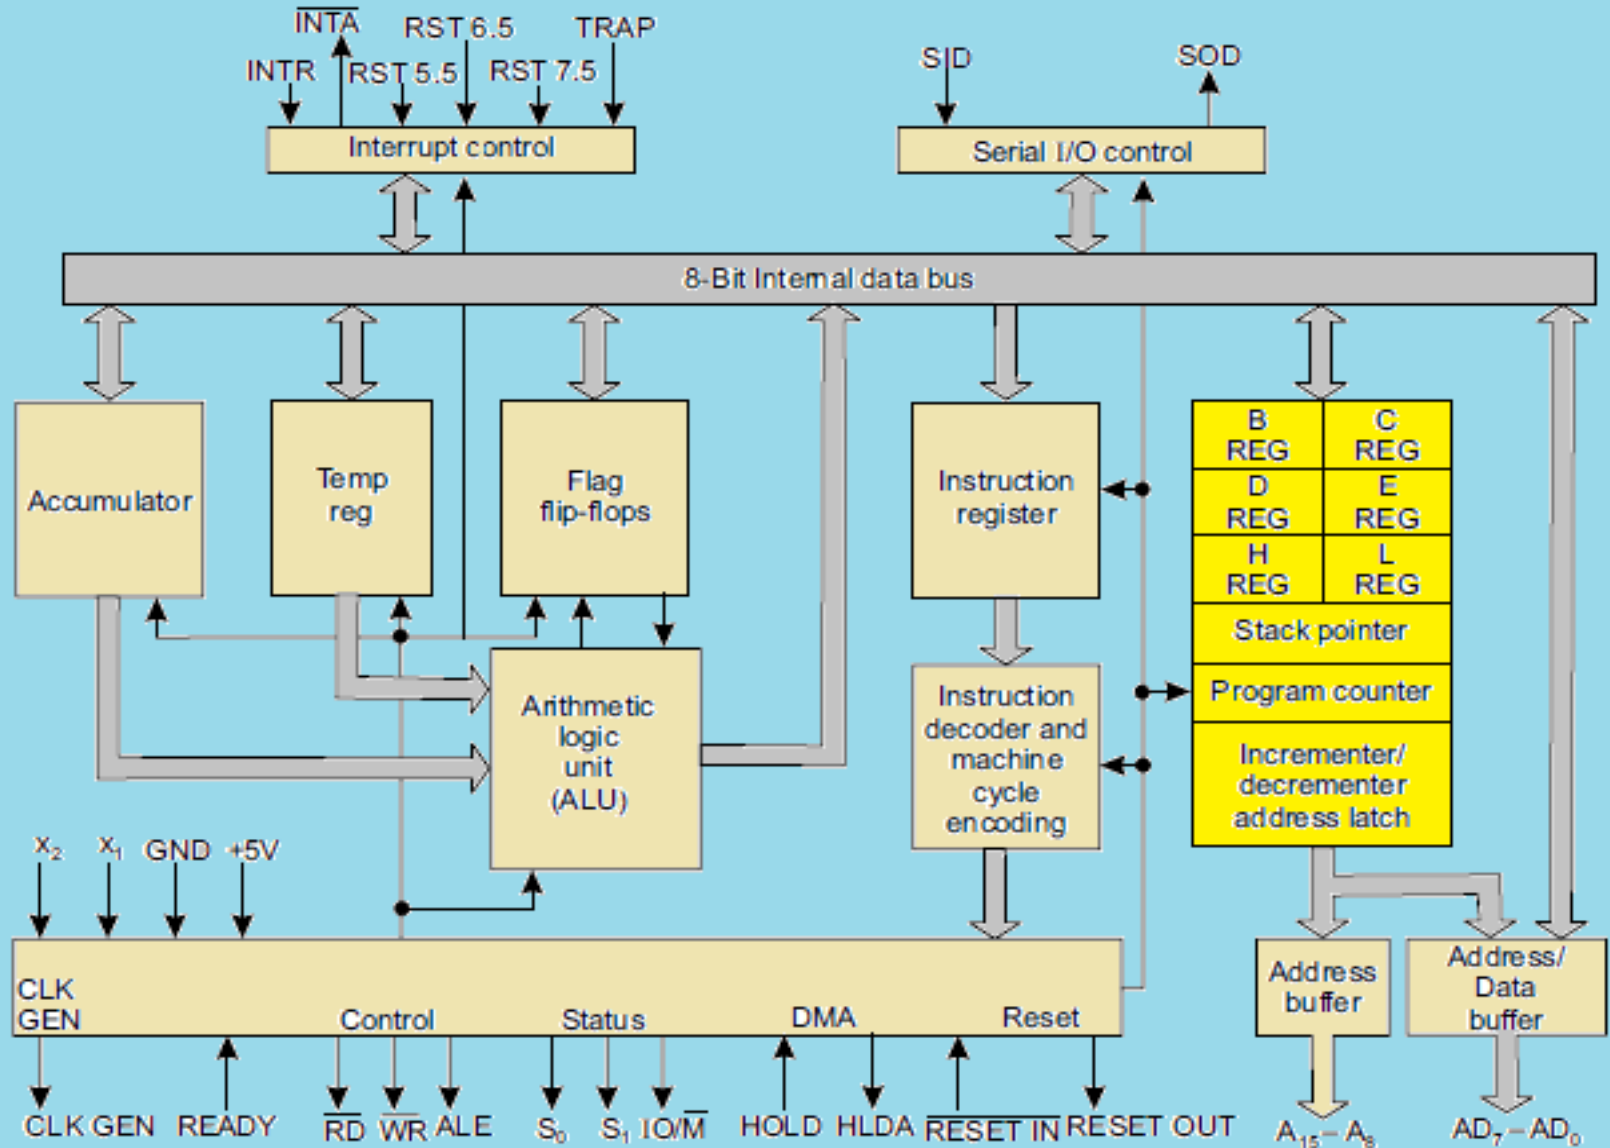 INTA
RST 6.5
TRAP
INTR
RST 5.5
RST 7.5
SID
SOD
Interrupt control
Serial I/O control
8-Bit Internal data bus
Accumulator
Temp
reg
Flag
flip-flops
Instruction
register
B
REG
C
REG
D
REG
E
REG
H
REG
L
REG
Stack pointer
Program counter
Incrementer/
decrementer
address latch
Arithmetic
logic
unit
(ALU)
Instruction
decoder and
machine
cycle
encoding
X₂
X₁
GND
+5V
CLK
GEN
Control
Status
DMA
Reset
Address
buffer
Address/
Data
buffer
CLK GEN
READY
RD
WR
ALE
S₀
S₁
IO/M
HOLD
HLDA
RESET IN
RESET OUT
A₁₅ – A₈
AD₇ – AD₀